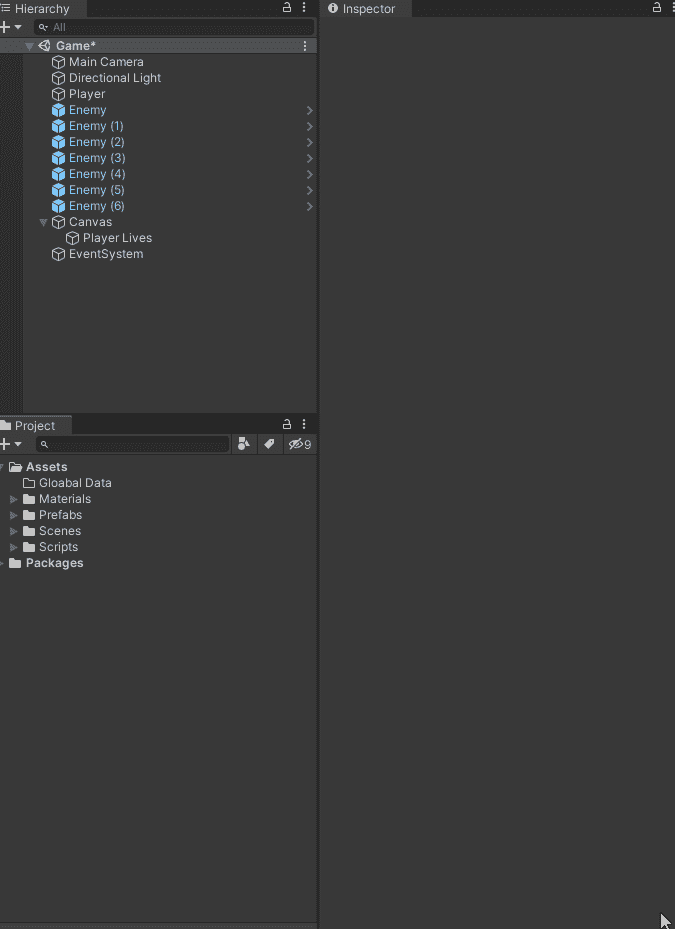 Hierarchy
All
Game*
Main Camera
Directional Light
Player
Enemy
Enemy (1)
Enemy (2)
Enemy (3)
Enemy (4)
Enemy (5)
Enemy (6)
Canvas
Player Lives
EventSystem
Project
9
Assets
Gloabal Data
Materials
Prefabs
Scenes
Scripts
Packages
Inspector